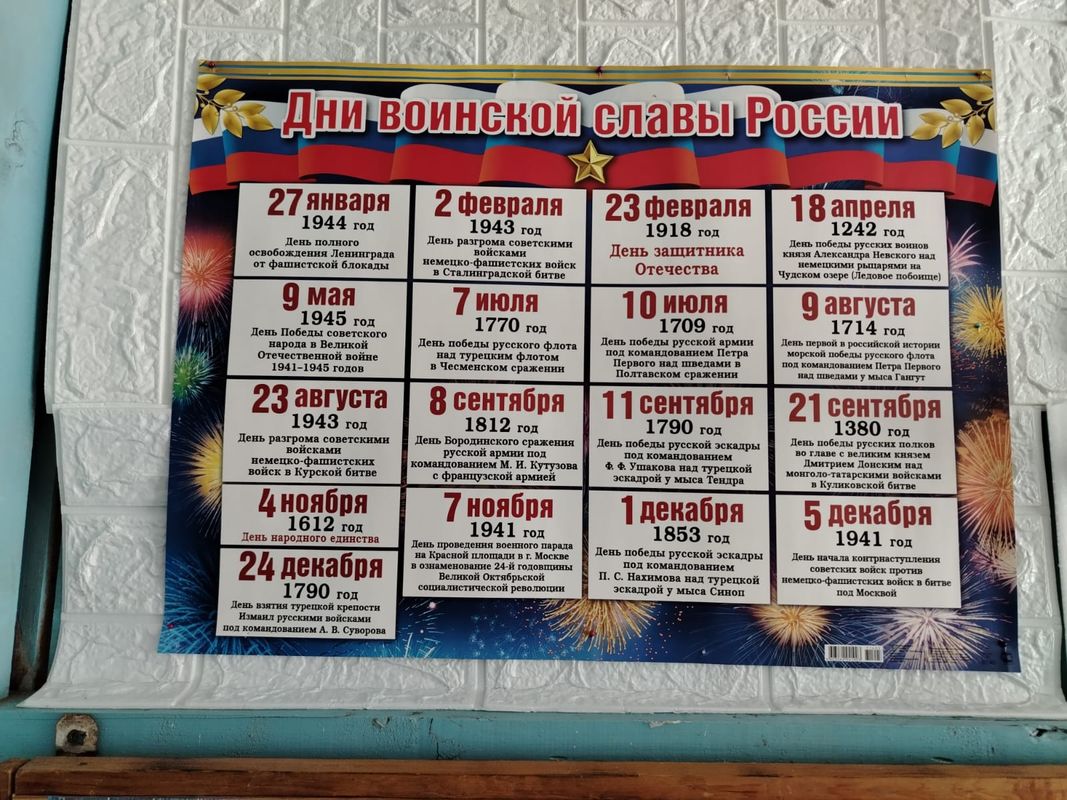 Дни воинской славы России
27 января
1944 год
День полного
освобождения Ленинграда
от фашистской блокады
2 февраля
1943 год
День разгрома советскими
войсками
немецко-фашистских войск
в Сталинградской битве
23 февраля
1918 год
День защитника
Отечества
18 апреля
1242 год
День победы русских воинов
князя Александра Невского над
немецкими рыцарями на
Чудском озере (Ледовое побоище)
9 мая
1945 год
День Победы советского
народа в Великой
Отечественной войне
1941-1945 годов
7 июля
1770 год
День победы русского флота
над турецким флотом
в Чесменском сражении
10 июля
1709 год
День победы русской армии
под командованием Петра
Первого над шведами в
Полтавском сражении
9 августа
1714 год
День первой в российской истории
морской победы русского флота
под командованием Петра Первого
над шведами у мыса Гангут
23 августа
1943 год
День разгрома советскими
войсками
немецко-фашистских
войск в Курской битве
8 сентября
1812 год
День Бородинского сражения
русской армии под
командованием М. И. Кутузова
с французской армией
11 сентября
1790 год
День победы русской эскадры
под командованием
Ф. Ф. Ушакова над турецкой
эскадрой у мыса Тендра
21 сентября
1380 год
День победы русских полков
во главе с великим князем
Дмитрием Донским над
монголо-татарскими войсками
в Куликовской битве
4 ноября
1612 год
День народного единства
7 ноября
1941 год
День проведения военного парада
на Красной площади в г. Москве
в ознаменование 24-й годовщины
Великой Октябрьской
социалистической революции
1 декабря
1853 год
День победы русской эскадры
под командованием
П. С. Нахимова над турецкой
эскадрой у мыса Синоп
5 декабря
1941 год
День начала контрнаступления
советских войск против
немецко-фашистских войск в битве
под Москвой
24 декабря
1790 год
День взятия турецкой крепости
Измаил русскими войсками
под командованием А. В. Суворова